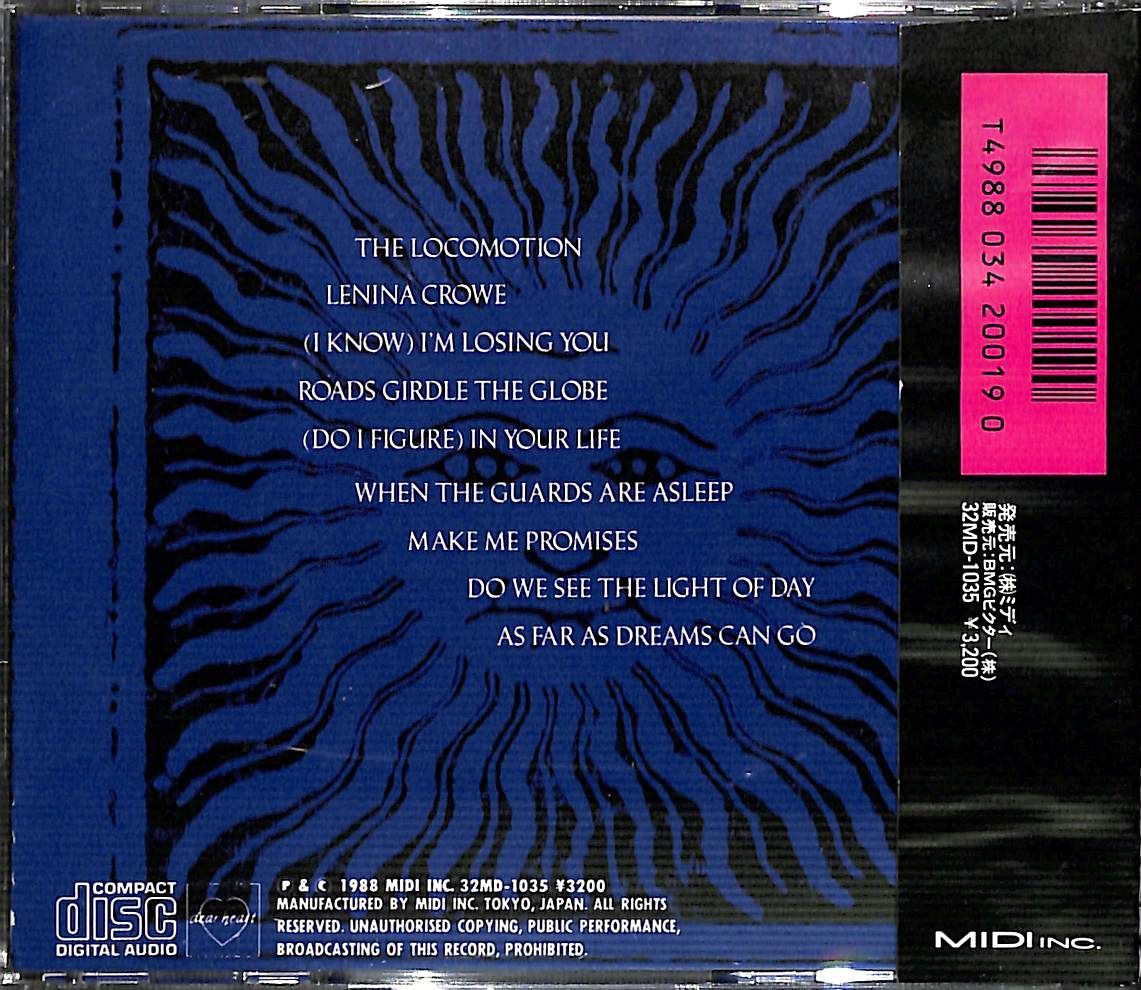 THE LOCOMOTION
LENINA CROWE
(I KNOW) I'M LOSING YOU
ROADS GIRDLE THE GLOBE
(DO I FIGURE) IN YOUR LIFE
WHEN THE GUARDS ARE ASLEEP
MAKE ME PROMISES
DO WE SEE THE LIGHT OF DAY
AS FAR AS DREAMS CAN GO
COMPACT
disc
DIGITAL AUDIO
dear heart
P & C 1988 MIDI INC. 32MD-1035 ¥3200
MANUFACTURED BY MIDI INC. TOKYO, JAPAN. ALL RIGHTS
RESERVED. UNAUTHORISED COPYING, PUBLIC PERFORMANCE,
BROADCASTING OF THIS RECORD, PROHIBITED.
T4988 034 20019 0
発売元:㈱ミディ
販売元:BMGビクター(株)
32MD-1035 ¥3,200
MIDI INC.